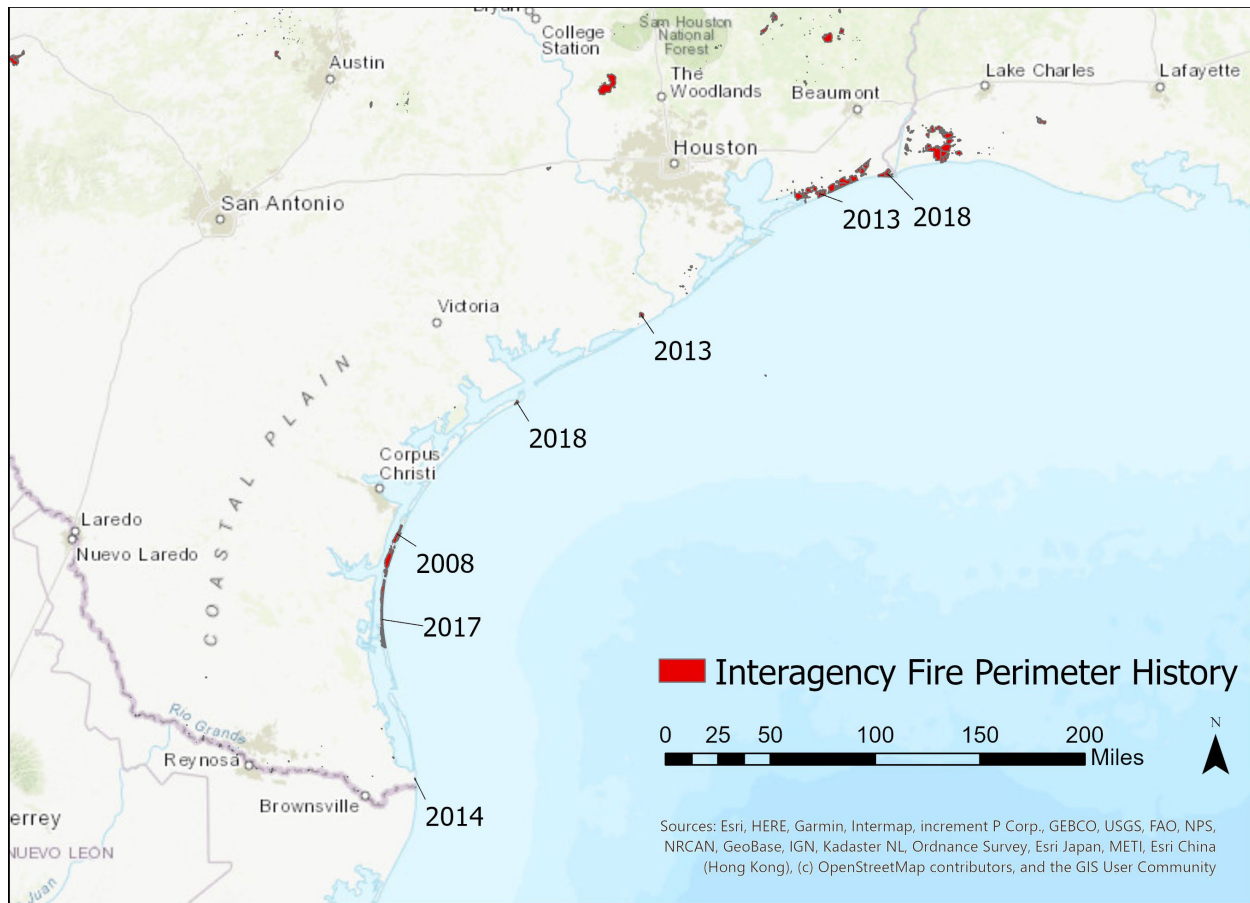 Bryan
College
Station
Sam Houston
National
Forest
Austin
The
Woodlands
Beaumont
Lake Charles
Lafayette
Houston
San Antonio
2013
2018
Victoria
2013
2018
COASTAL PLAIN
Corpus
Christi
Laredo
Nuevo Laredo
2008
2017
Interagency Fire Perimeter History
0 25 50 100 150 200
Miles
N
Rio Grande
Reynosa
Brownsville
2014
errey
NUEVO LEÓN
Juan
Sources: Esri, HERE, Garmin, Intermap, increment P Corp., GEBCO, USGS, FAO, NPS,
NRCAN, GeoBase, IGN, Kadaster NL, Ordnance Survey, Esri Japan, METI, Esri China
(Hong Kong), (c) OpenStreetMap contributors, and the GIS User Community